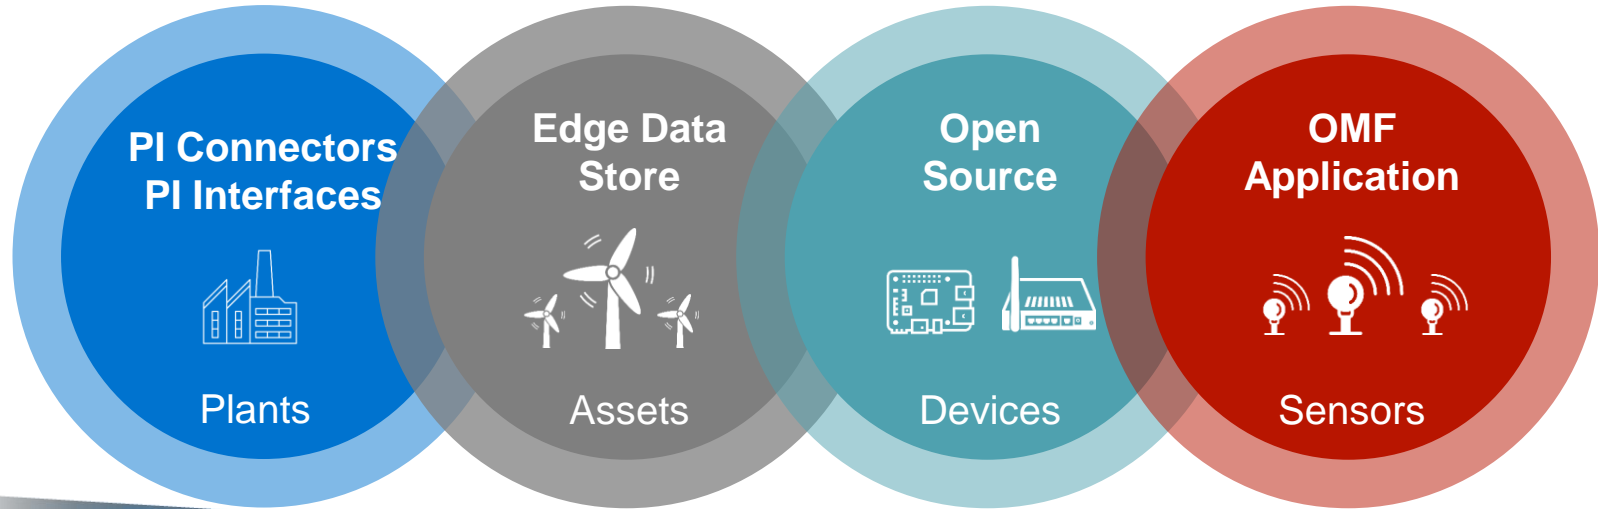 PI Connectors
PI Interfaces
Plants
Edge Data
Store
Assets
Open
Source
Devices
OMF
Application
Sensors